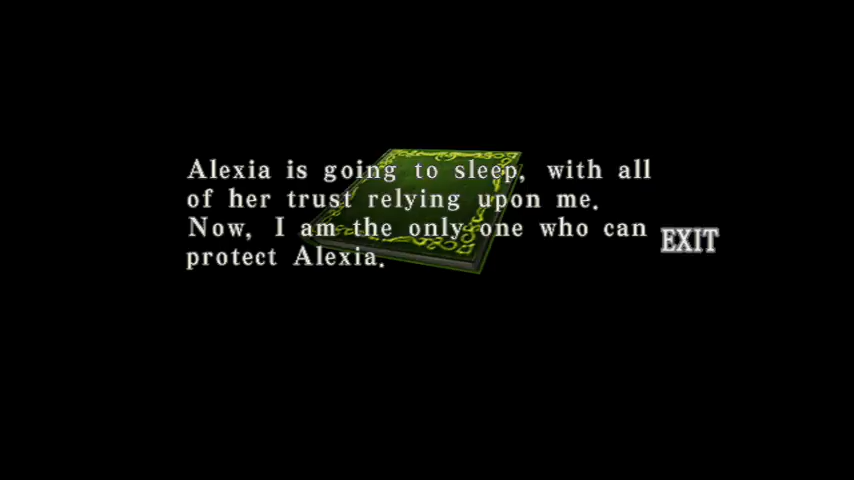 Alexia is going to sleep, with all
of her trust relying upon me.
Now, I am the only one who can
protect Alexia.
EXIT